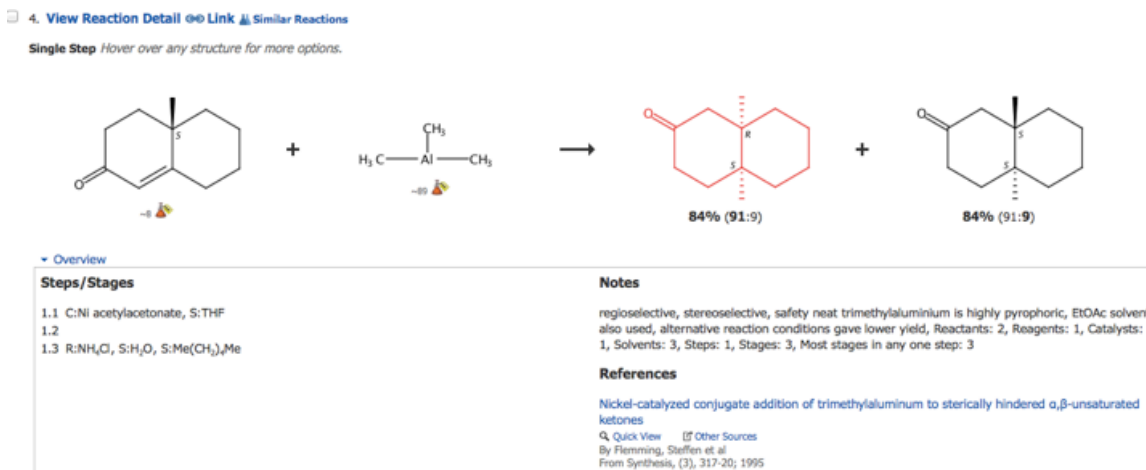 4. View Reaction Detail Link Similar Reactions
Single Step Hover over any structure for more options.
S
O
~8
+
CH₃
H₃C Al CH₃
~89
O
R
S
84% (91:9)
+
O
S
S
84% (91:9)
Overview
Steps/Stages
1.1 C:Ni acetylacetonate, S:THF
1.2
1.3 R:NH₄Cl, S:H₂O, S:Me(CH₂)₄Me
Notes
regioselective, stereoselective, safety neat trimethylaluminium is highly pyrophoric, EtOAc solven
also used, alternative reaction conditions gave lower yield, Reactants: 2, Reagents: 1, Catalysts:
1, Solvents: 3, Steps: 1, Stages: 3, Most stages in any one step: 3
References
Nickel-catalyzed conjugate addition of trimethylaluminum to sterically hindered α,β-unsaturated
ketones
Quick View Other Sources
By Flemming, Steffen et al
From Synthesis, (3), 317-20; 1995